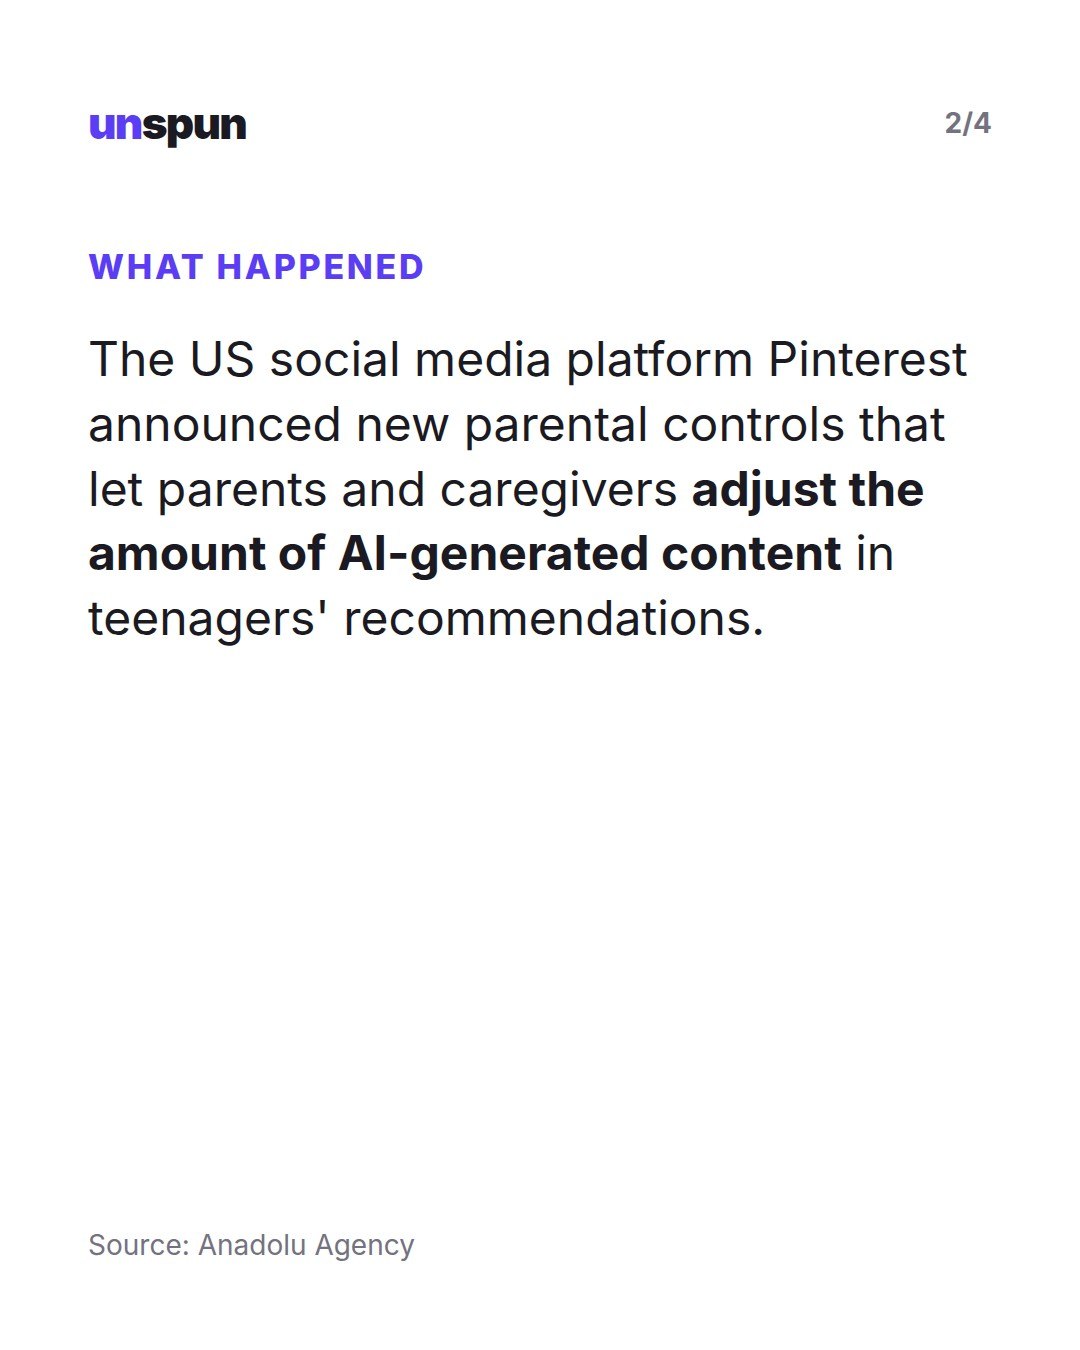 unspun
2/4
WHAT HAPPENED
The US social media platform Pinterest
announced new parental controls that
let parents and caregivers adjust the
amount of AI-generated content in
teenagers' recommendations.
Source: Anadolu Agency